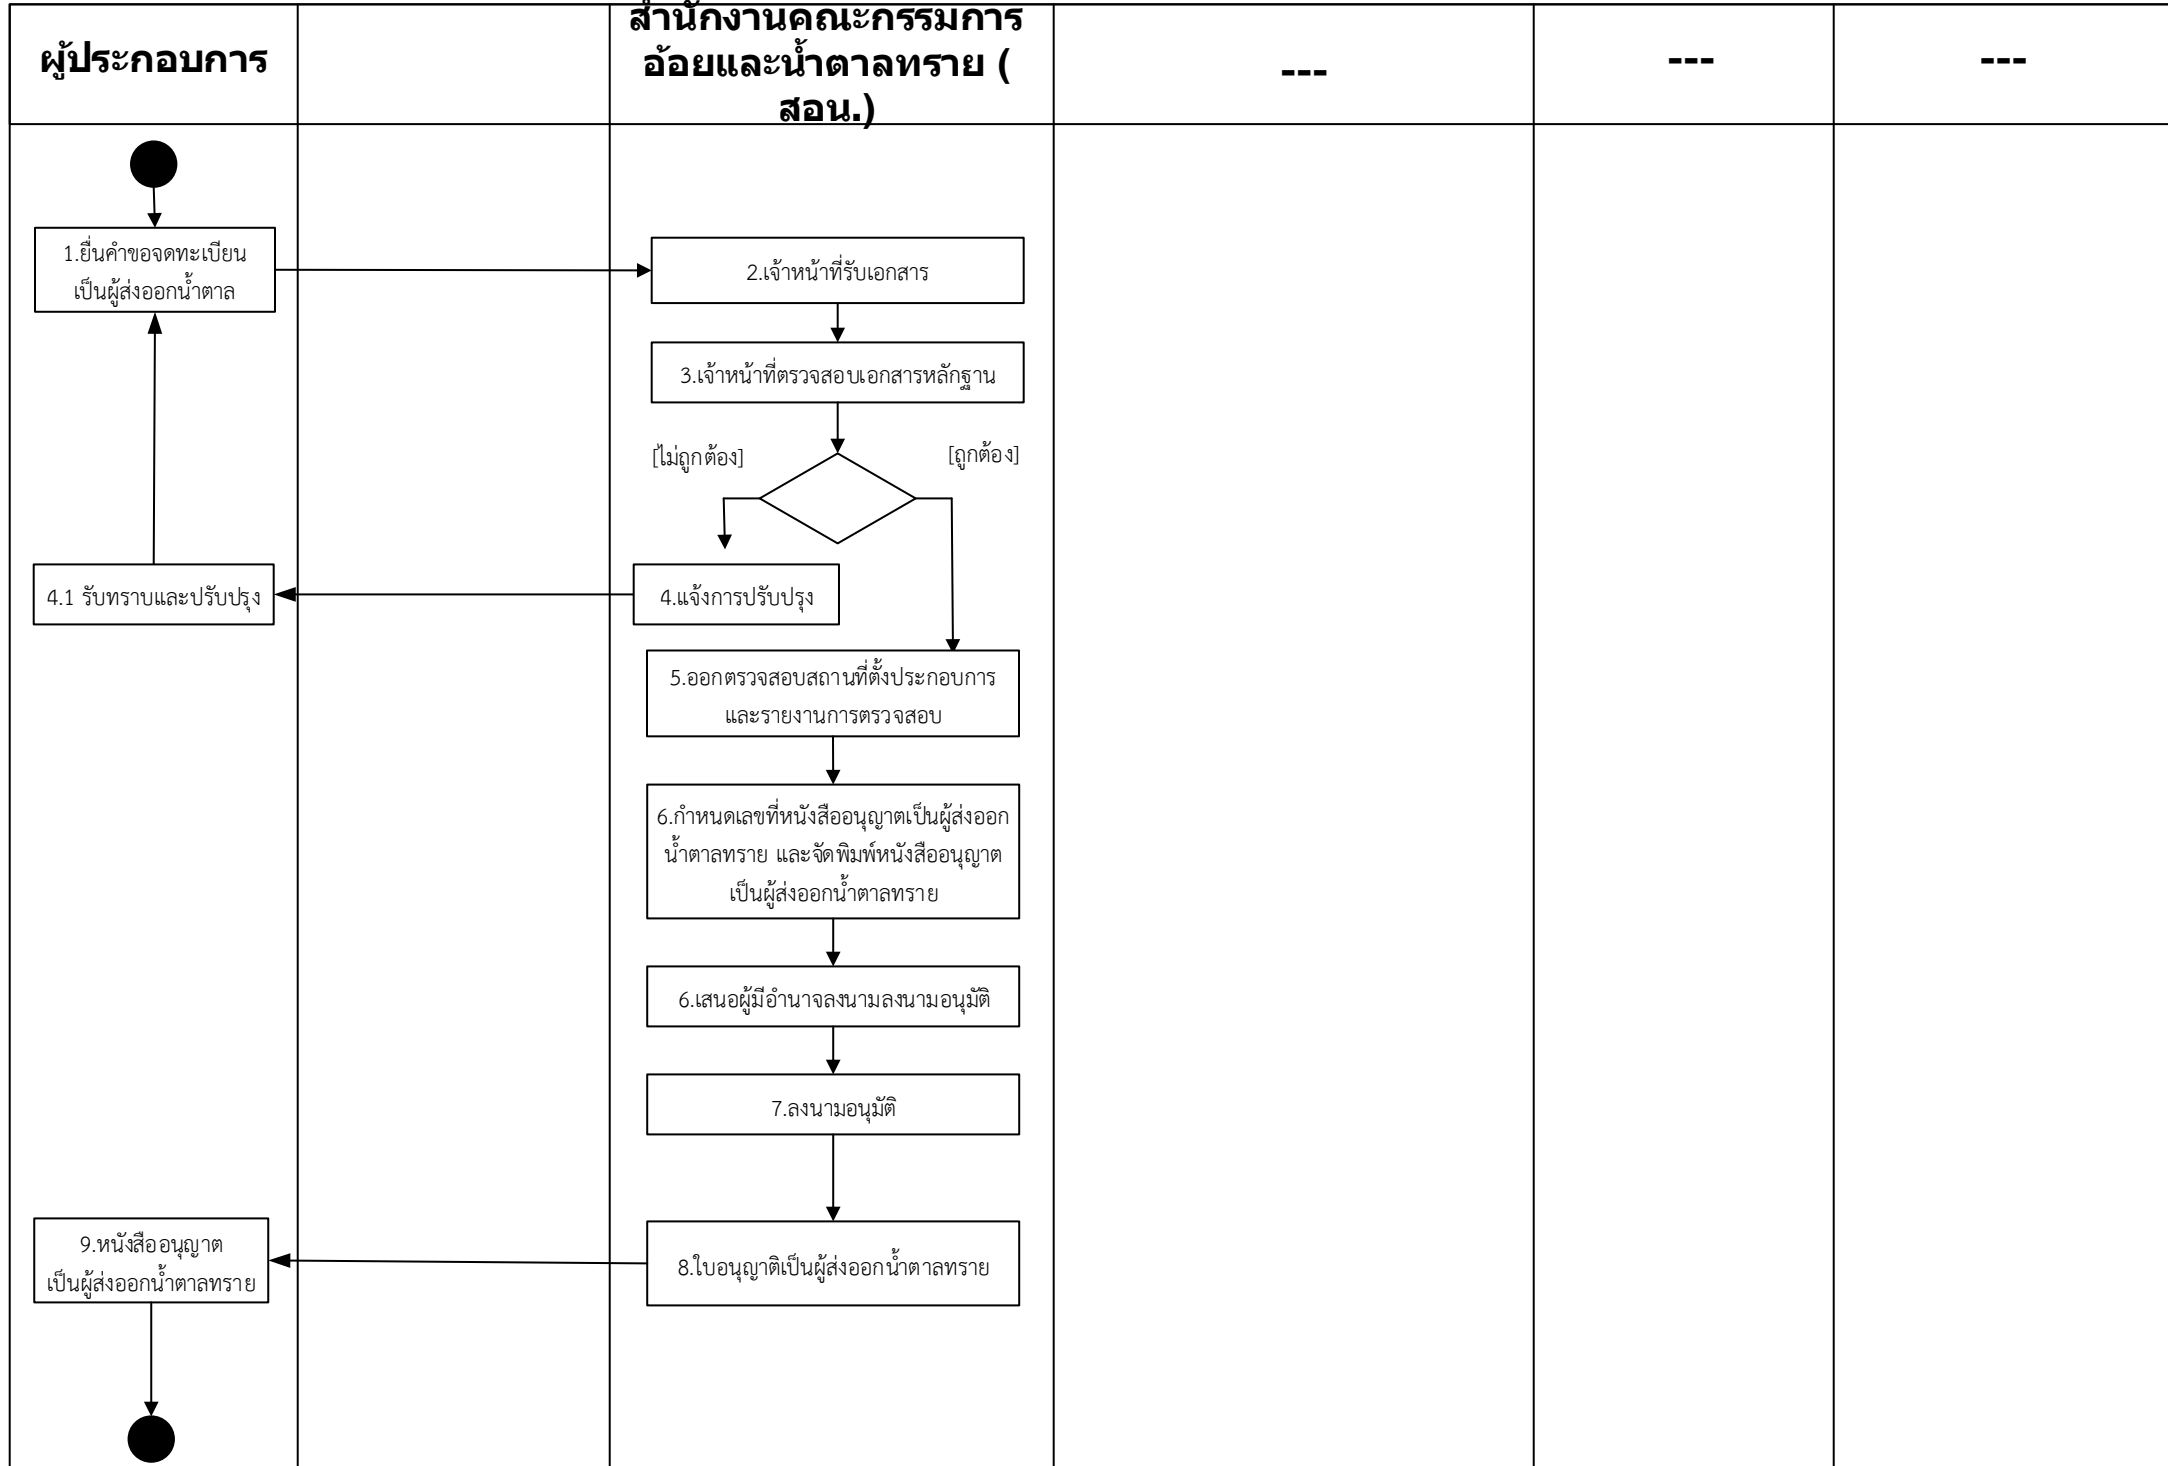 ผู้ประกอบการ
สำนักงานคณะกรรมการ
อ้อยและน้ำตาลทราย (
สอน.)
---
---
---
1.ยื่นคำขอจดทะเบียน
เป็นผู้ส่งออกน้ำตาล
2.เจ้าหน้าที่รับเอกสาร
3.เจ้าหน้าที่ตรวจสอบเอกสารหลักฐาน
[ไม่ถูกต้อง]
[ถูกต้อง]
4.1 รับทราบและปรับปรุง
4.แจ้งการปรับปรุง
5.ออกตรวจสอบสถานที่ตั้งประกอบการ
และรายงานการตรวจสอบ
6.กำหนดเลขที่หนังสืออนุญาตเป็นผู้ส่งออก
น้ำตาลทราย และจัดพิมพ์หนังสืออนุญาต
เป็นผู้ส่งออกน้ำตาลทราย
6.เสนอผู้มีอำนาจลงนามลงนามอนุมัติ
7.ลงนามอนุมัติ
9.หนังสืออนุญาต
เป็นผู้ส่งออกน้ำตาลทราย
8.ใบอนุญาติเป็นผู้ส่งออกน้ำตาลทราย